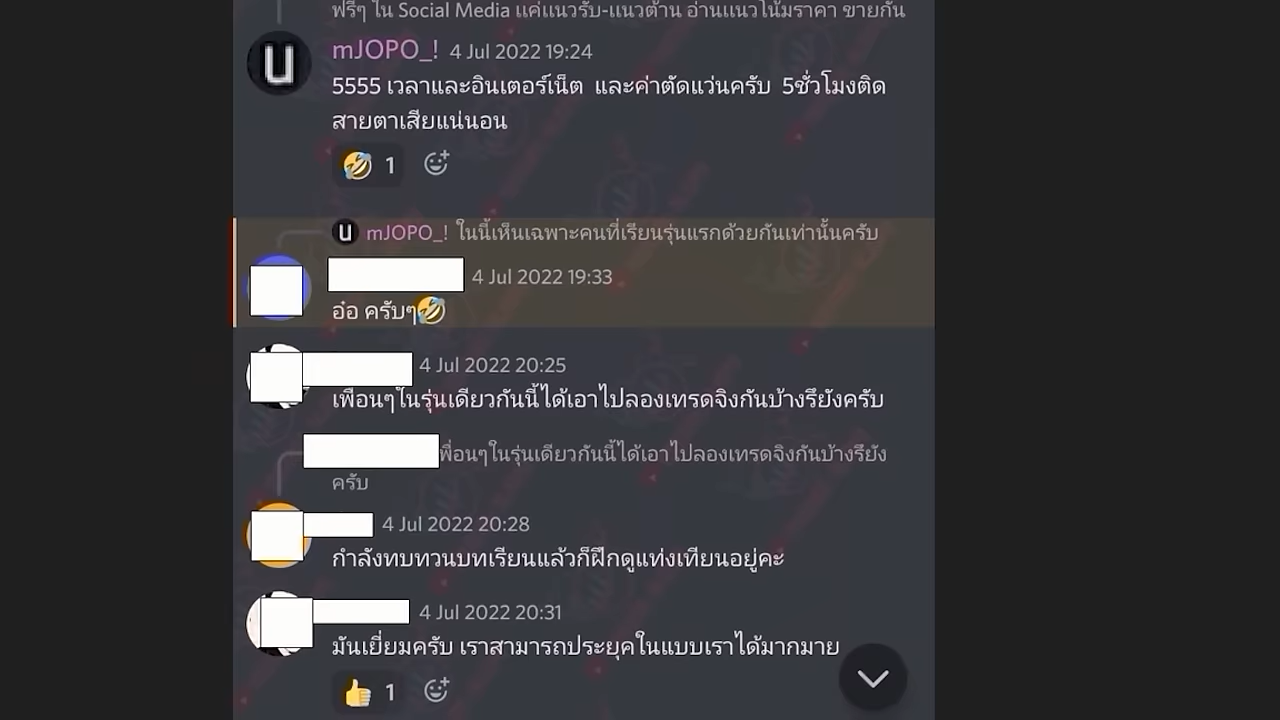 ฟรีๆ ใน Social Media แค่แนวรับ-แนวต้าน อ่านแนวโน้มราคา ขายกัน
mJOPO_! 4 Jul 2022 19:24
5555 เวลาและอินเตอร์เน็ต และค่าตัดแว่นครับ 5ชั่วโมงติด
สายตาเสียแน่นอน
1
mJOPO_! ในนี้เห็นเฉพาะคนที่เรียนรุ่นแรกด้วยกันเท่านั้นครับ
4 Jul 2022 19:33
อ๋อ ครับๆ🤣
4 Jul 2022 20:25
เพื่อนๆในรุ่นเดียวกันนี้ได้เอาไปลองเทรดจิงกันบ้างรึยังครับ
พื่อนๆในรุ่นเดียวกันนี้ได้เอาไปลองเทรดจิงกันบ้างรึยัง
ครับ
4 Jul 2022 20:28
กำลังทบทวนบทเรียนแล้วก็ฝึกดูแท่งเทียนอยู่คะ
4 Jul 2022 20:31
มันเยี่ยมครับ เราสามารถประยุคในแบบเราได้มากมาย
1